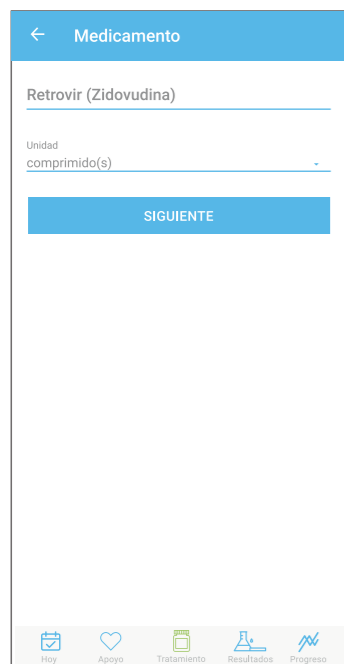 Medicamento
Retrovir (Zidovudina)
Unidad
comprimido(s)
SIGUIENTE
Hoy Apoyo Tratamiento Resultados Progreso